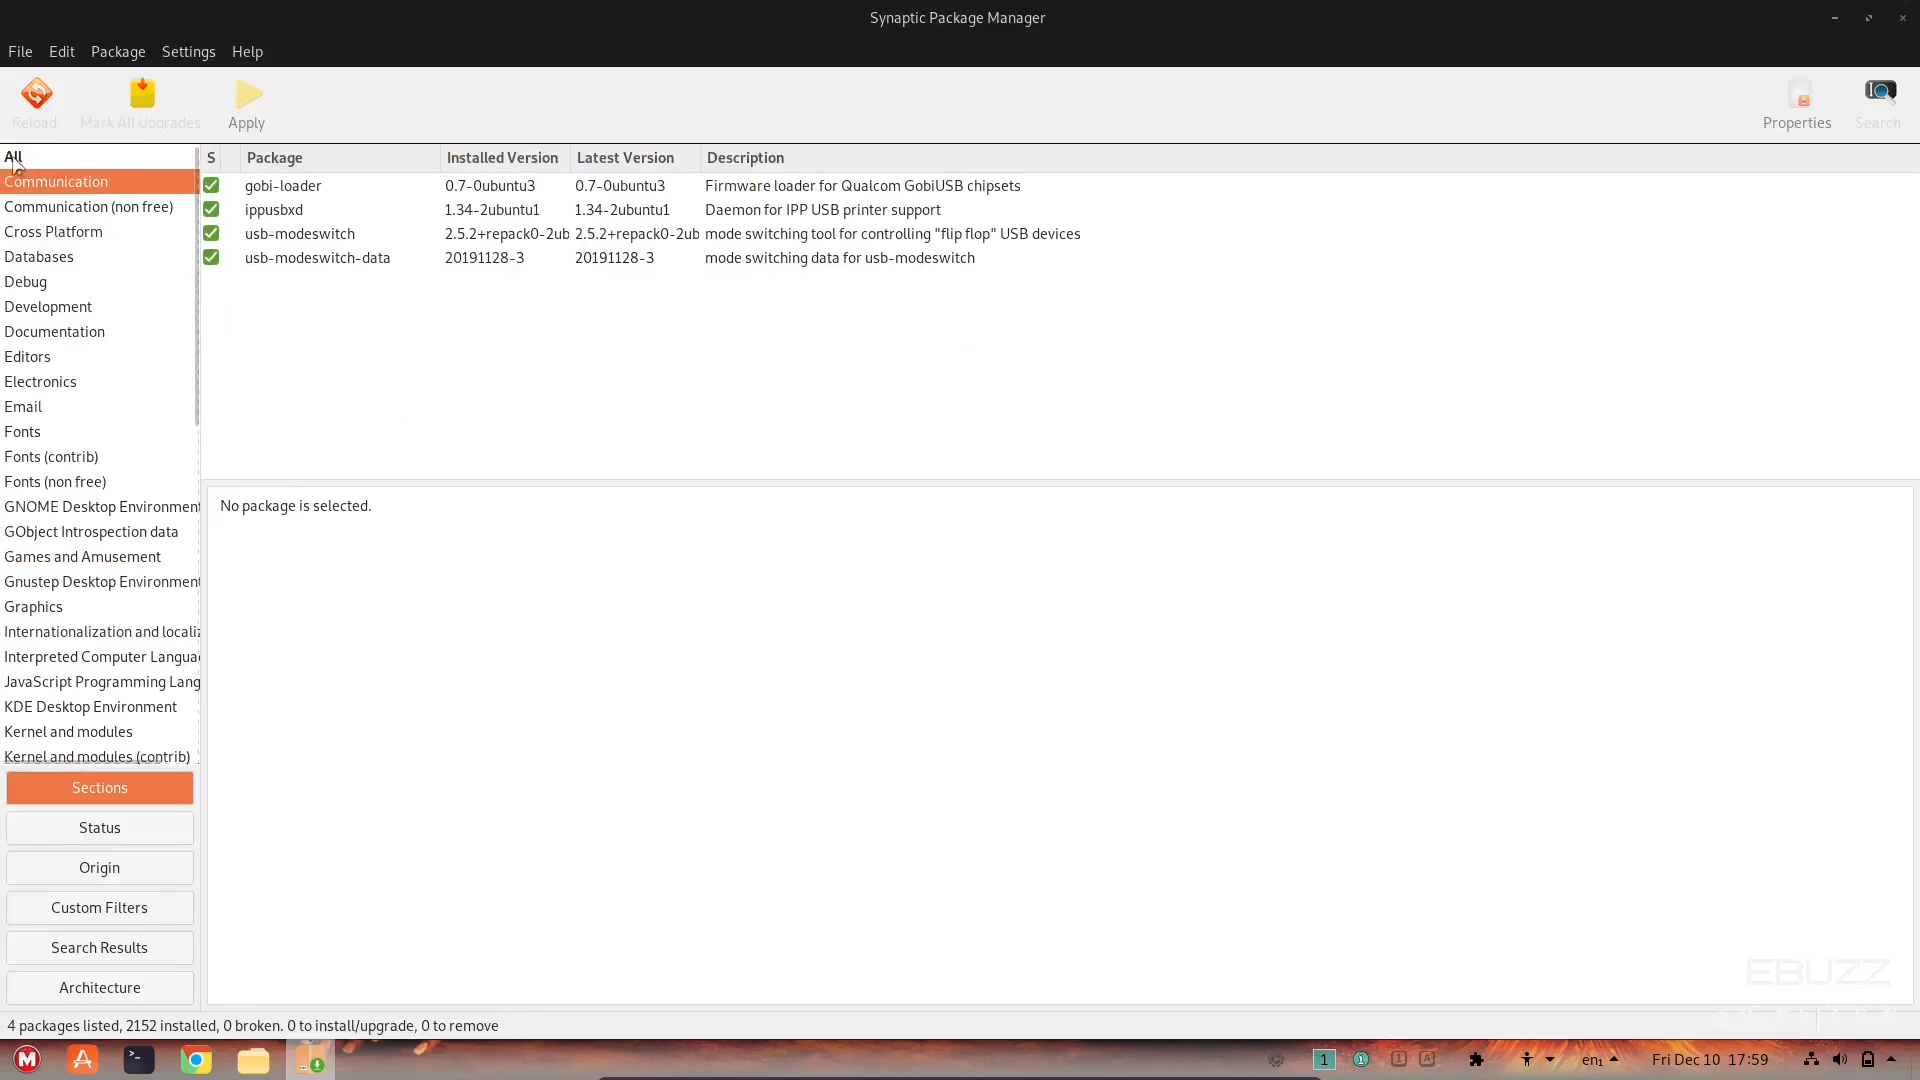 Synaptic Package Manager
File Edit Package Settings Help
Reload Mark All Upgrades Apply Properties Search
All
Communication
Communication (non free)
Cross Platform
Databases
Debug
Development
Documentation
Editors
Electronics
Email
Fonts
Fonts (contrib)
Fonts (non free)
GNOME Desktop Environment
GObject Introspection data
Games and Amusement
Gnustep Desktop Environment
Graphics
Internationalization and localiz
Interpreted Computer Languag
JavaScript Programming Lang
KDE Desktop Environment
Kernel and modules
Kernel and modules (contrib)
Sections
Status
Origin
Custom Filters
Search Results
Architecture
S Package Installed Version Latest Version Description
gobi-loader 0.7-0ubuntu3 0.7-0ubuntu3 Firmware loader for Qualcom GobiUSB chipsets
ippusbxd 1.34-2ubuntu1 1.34-2ubuntu1 Daemon for IPP USB printer support
usb-modeswitch 2.5.2+repack0-2ub 2.5.2+repack0-2ub mode switching tool for controlling "flip flop" USB devices
usb-modeswitch-data 20191128-3 20191128-3 mode switching data for usb-modeswitch
No package is selected.
EBUZZ
4 packages listed, 2152 installed, 0 broken. 0 to install/upgrade, 0 to remove
M A >_ 1 1 1 A en₁ Fri Dec 10 17:59